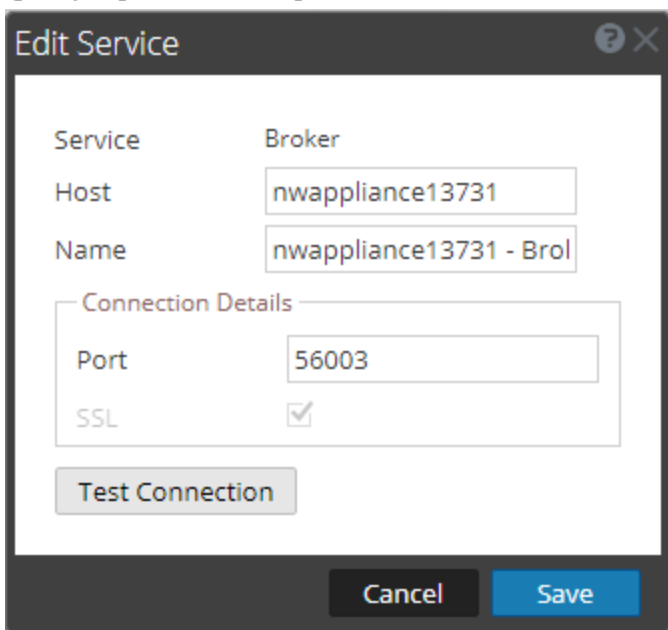 Edit Service
Service Broker
Host nwappliance13731
Name nwappliance13731 - Brol
Connection Details
Port 56003
SSL
Test Connection
Cancel Save